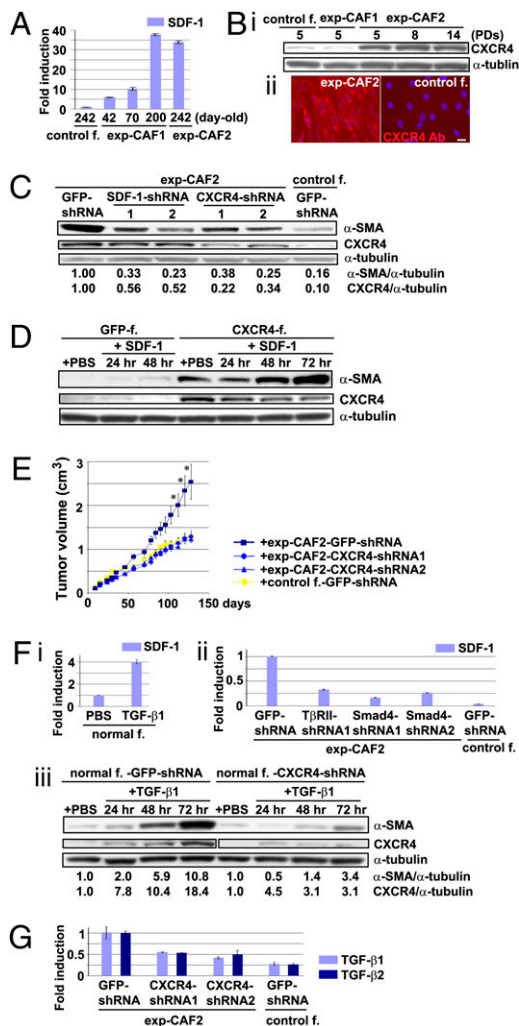 A
SDF-1
Fold induction
40
30
20
10
0
242 42 70 200 242 (day-old)
control f. exp-CAF1 exp-CAF2
B i
control f. exp-CAF1 exp-CAF2
5 5 5 8 14 (PDs)
CXCR4
α-tublin
ii
exp-CAF2 control f.
CXCR4 Ab
C
exp-CAF2 control f.
GFP-shRNA SDF-1-shRNA CXCR4-shRNA GFP-shRNA
1 2 1 2
α-SMA
CXCR4
α-tubulin
1.00 0.33 0.23 0.38 0.25 0.16 α-SMA/α-tubulin
1.00 0.56 0.52 0.22 0.34 0.10 CXCR4/α-tubulin
D
GFP-f. CXCR4-f.
+ SDF-1 + SDF-1
+PBS 24 hr 48 hr +PBS 24 hr 48 hr 72 hr
α-SMA
CXCR4
α-tubulin
E
Tumor volume (cm3)
3
2
1
0
0 50 100 150 days
* * *
+exp-CAF2-GFP-shRNA
+exp-CAF2-CXCR4-shRNA1
+exp-CAF2-CXCR4-shRNA2
+control f.-GFP-shRNA
F i
SDF-1
Fold induction
4
2
0
PBS TGF-β1
normal f.
ii
SDF-1
Fold induction
1
0.5
0
GFP-shRNA TβRII-shRNA1 Smad4-shRNA1 Smad4-shRNA2 GFP-shRNA
exp-CAF2 control f.
iii
normal f. -GFP-shRNA normal f. -CXCR4-shRNA
+TGF-β1 +TGF-β1
+PBS 24 hr 48 hr 72 hr +PBS 24 hr 48 hr 72 hr
α-SMA
CXCR4
α-tubulin
1.0 2.0 5.9 10.8 1.0 0.5 1.4 3.4 α-SMA/α-tubulin
1.0 7.8 10.4 18.4 1.0 4.5 3.1 3.1 CXCR4/α-tubulin
G
Fold induction
1
0.5
0
TGF-β1
TGF-β2
GFP-shRNA CXCR4-shRNA1 CXCR4-shRNA2 GFP-shRNA
exp-CAF2 control f.